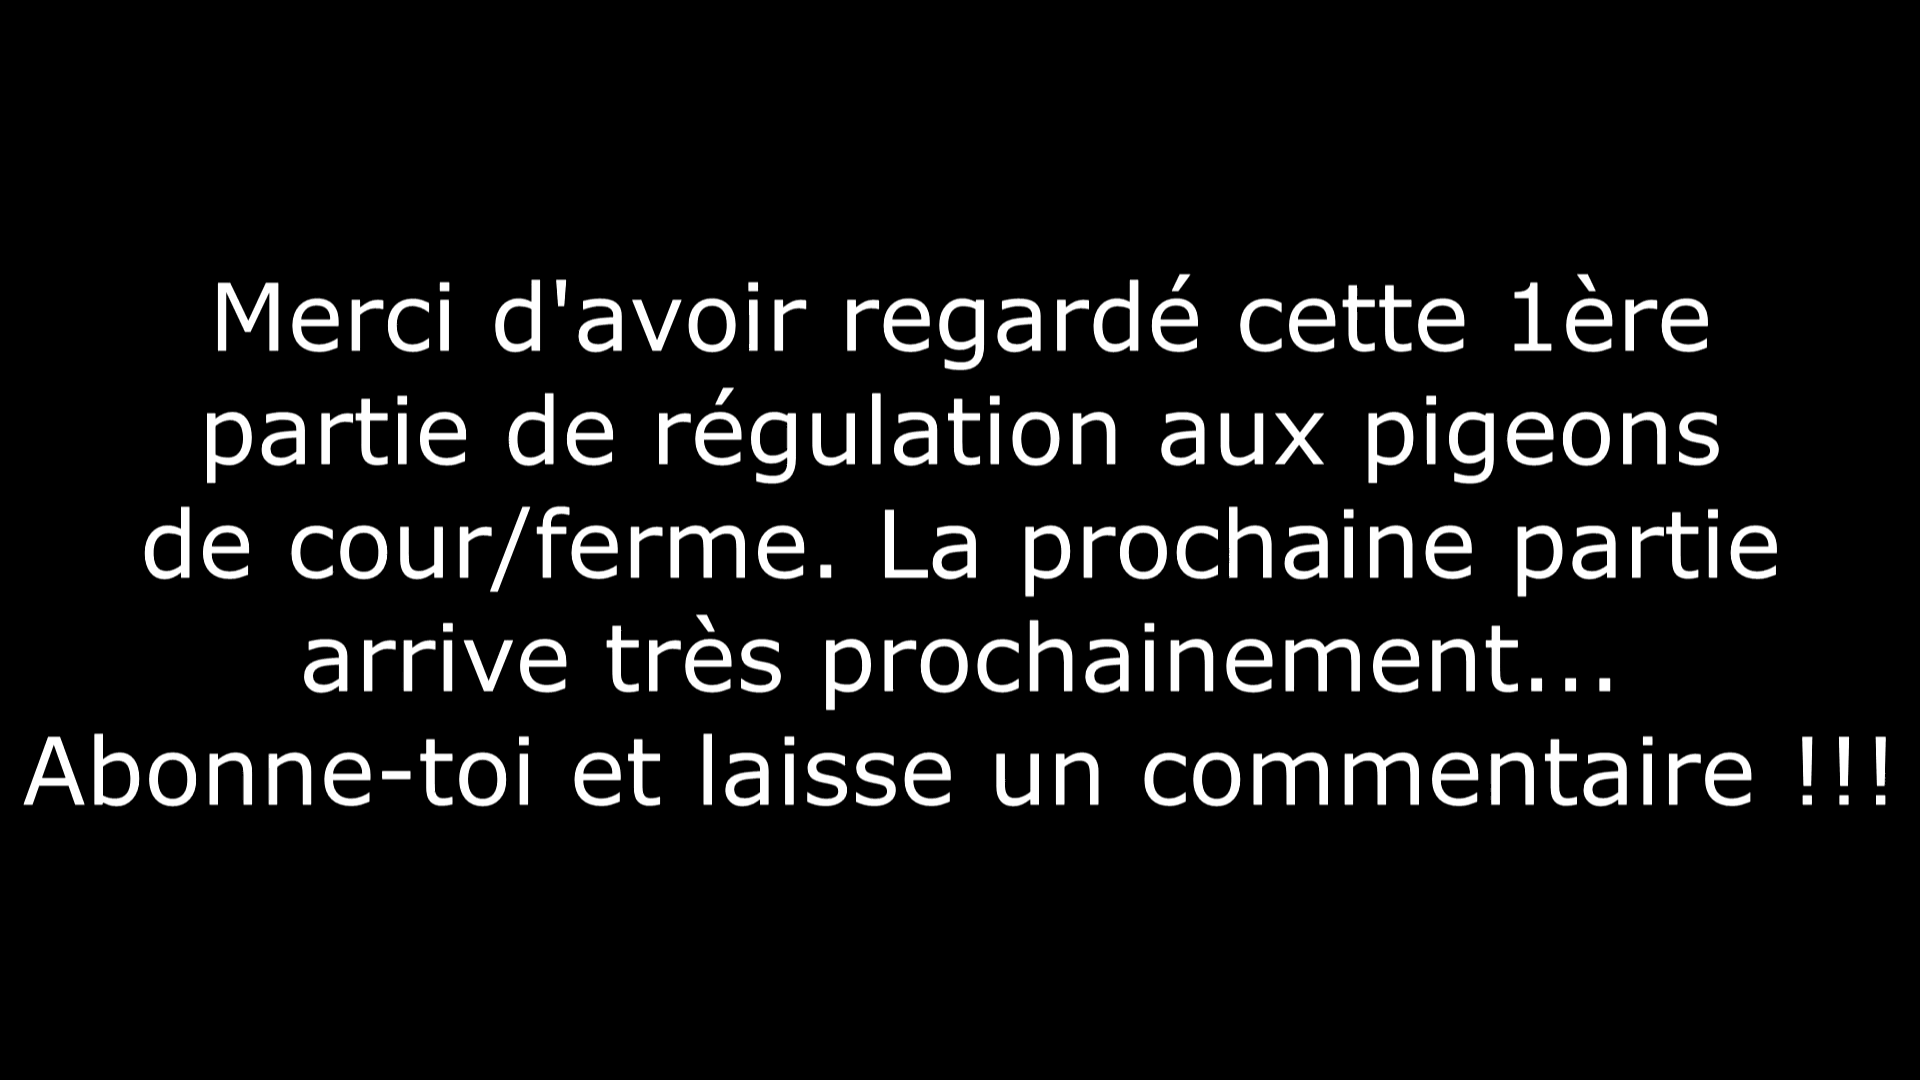 Merci d'avoir regardé cette 1ère
partie de régulation aux pigeons
de cour/ferme. La prochaine partie
arrive très prochainement...
Abonne-toi et laisse un commentaire !!!